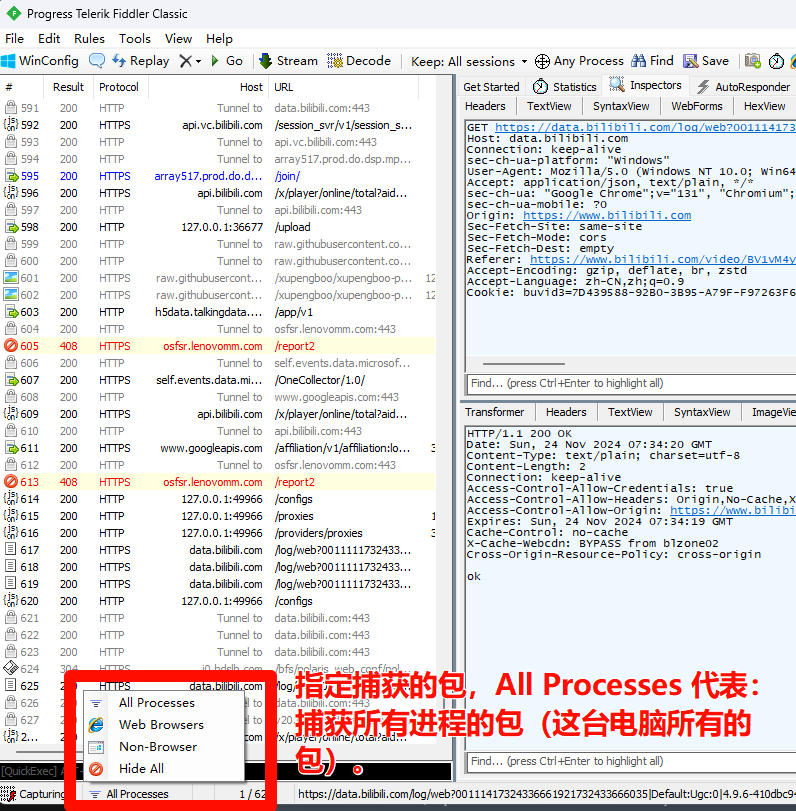 Progress Telerik Fiddler Classic
File Edit Rules Tools View Help
WinConfig Replay Go Stream Decode Keep: All sessions Any Process Find Save
# Result Protocol Host URL
591 200 HTTP Tunnel to data.bilibili.com:443
592 200 HTTPS api.vc.bilibili.com /session_svr/v1/session_s...
593 200 HTTP Tunnel to api.vc.bilibili.com:443
594 200 HTTP Tunnel to array517.prod.do.dsp.mp...
595 200 HTTPS array517.prod.do.d... /join/
596 200 HTTPS api.bilibili.com /x/player/online/total?aid...
597 200 HTTP Tunnel to api.bilibili.com:443
598 200 HTTPS 127.0.0.1:36677 /upload
599 200 HTTP Tunnel to raw.githubusercontent.co...
600 200 HTTP Tunnel to raw.githubusercontent.co...
601 200 HTTPS raw.githubusercont... /xupengboo/xupengboo-p... 12
602 200 HTTPS raw.githubusercont... /xupengboo/xupengboo-p... 12
603 200 HTTPS h5data.talkingdata.... /app/v1
604 200 HTTP Tunnel to osfsr.lenovomm.com:443
605 408 HTTPS osfsr.lenovomm.com /report2
606 200 HTTP Tunnel to self.events.data.microsof...
607 200 HTTPS self.events.data.mi... /OneCollector/1.0/
608 200 HTTP Tunnel to www.googleapis.com:443
609 200 HTTPS api.bilibili.com /x/player/online/total?aid...
610 200 HTTP Tunnel to api.bilibili.com:443
611 200 HTTPS www.googleapis.com /affiliation/v1/affiliation:lo... 3
612 200 HTTP Tunnel to osfsr.lenovomm.com:443
613 408 HTTPS osfsr.lenovomm.com /report2
614 200 HTTP 127.0.0.1:49966 /configs
615 200 HTTP 127.0.0.1:49966 /proxies 1
616 200 HTTP 127.0.0.1:49966 /providers/proxies 3
617 200 HTTPS data.bilibili.com /log/web?0011111732433...
618 200 HTTPS data.bilibili.com /log/web?0011111732433...
619 200 HTTPS data.bilibili.com /log/web?0011111732433...
620 200 HTTP 127.0.0.1:49966 /configs
621 200 HTTP Tunnel to data.bilibili.com:443
622 200 HTTP Tunnel to data.bilibili.com:443
623 200 HTTP Tunnel to data.bilibili.com:443
624 304 HTTPS i0.hdslb.com /bfs/polaris_web_conf/pol...
625 200 HTTPS data.bilibili.com
626
627
2...
All Processes
Web Browsers
Non-Browser
Hide All
[QuickExec]
Capturing All Processes 1 / 62
https://data.bilibili.com/log/web?0011141732433666192173243366603​5|Default:Ugc:0|4.9.6-410dbc94
Get Started Statistics Inspectors AutoResponder
Headers TextView SyntaxView WebForms HexView
GET https://data.bilibili.com/log/web?001114173
Host: data.bilibili.com
Connection: keep-alive
sec-ch-ua-platform: "Windows"
User-Agent: Mozilla/5.0 (Windows NT 10.0; Win64
Accept: application/json, text/plain, */*
sec-ch-ua: "Google Chrome";v="131", "Chromium";
sec-ch-ua-mobile: ?0
Origin: https://www.bilibili.com
Sec-Fetch-Site: same-site
Sec-Fetch-Mode: cors
Sec-Fetch-Dest: empty
Referer: https://www.bilibili.com/video/BV1vM4y
Accept-Encoding: gzip, deflate, br, zstd
Accept-Language: zh-CN,zh;q=0.9
Cookie: buvid3=7D439588-92B0-3B95-A79F-F97263F6
Find... (press Ctrl+Enter to highlight all)
Transformer Headers TextView SyntaxView ImageVie
HTTP/1.1 200 OK
Date: Sun, 24 Nov 2024 07:34:20 GMT
Content-Type: text/plain; charset=utf-8
Content-Length: 2
Connection: keep-alive
Access-Control-Allow-Credentials: true
Access-Control-Allow-Headers: Origin,No-Cache,X
Access-Control-Allow-Origin: https://www.bilibi
Expires: Sun, 24 Nov 2024 07:34:19 GMT
Cache-Control: no-cache
X-Cache-Webcdn: BYPASS from blzone02
Cross-Origin-Resource-Policy: cross-origin
ok
Find... (press Ctrl+Enter to highlight all)
指定捕获的包，All Processes 代表：
捕获所有进程的包（这台电脑所有的
包）。